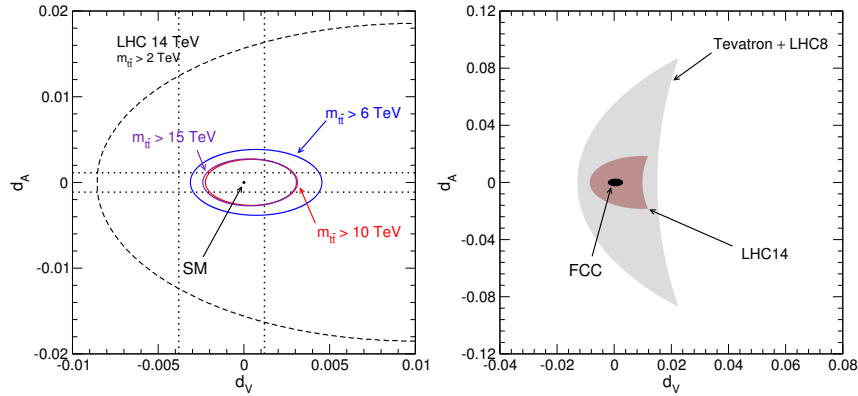 0.02
0.01
0
-0.01
-0.02
d_A
LHC 14 TeV
m_tt̄ > 2 TeV
m_tt̄ > 15 TeV
m_tt̄ > 6 TeV
m_tt̄ > 10 TeV
SM
-0.01 -0.005 0 0.005 0.01
d_V
0.12
0.08
0.04
0
-0.04
-0.08
-0.12
d_A
Tevatron + LHC8
LHC14
FCC
-0.04 -0.02 0 0.02 0.04 0.06 0.08
d_V